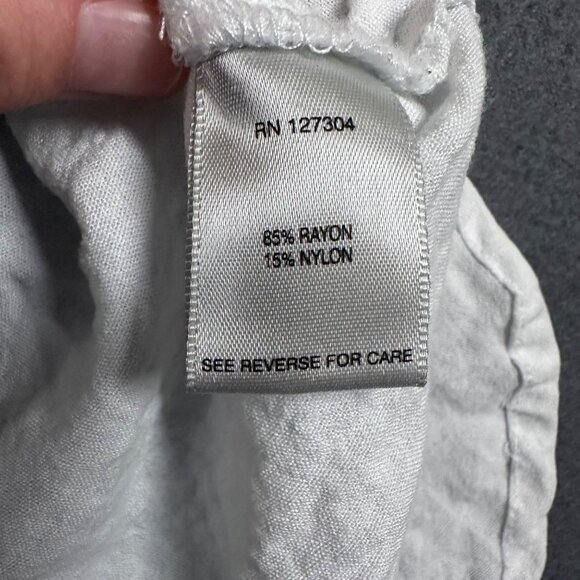 RN 127304
85% RAYON
15% NYLON
SEE REVERSE FOR CARE